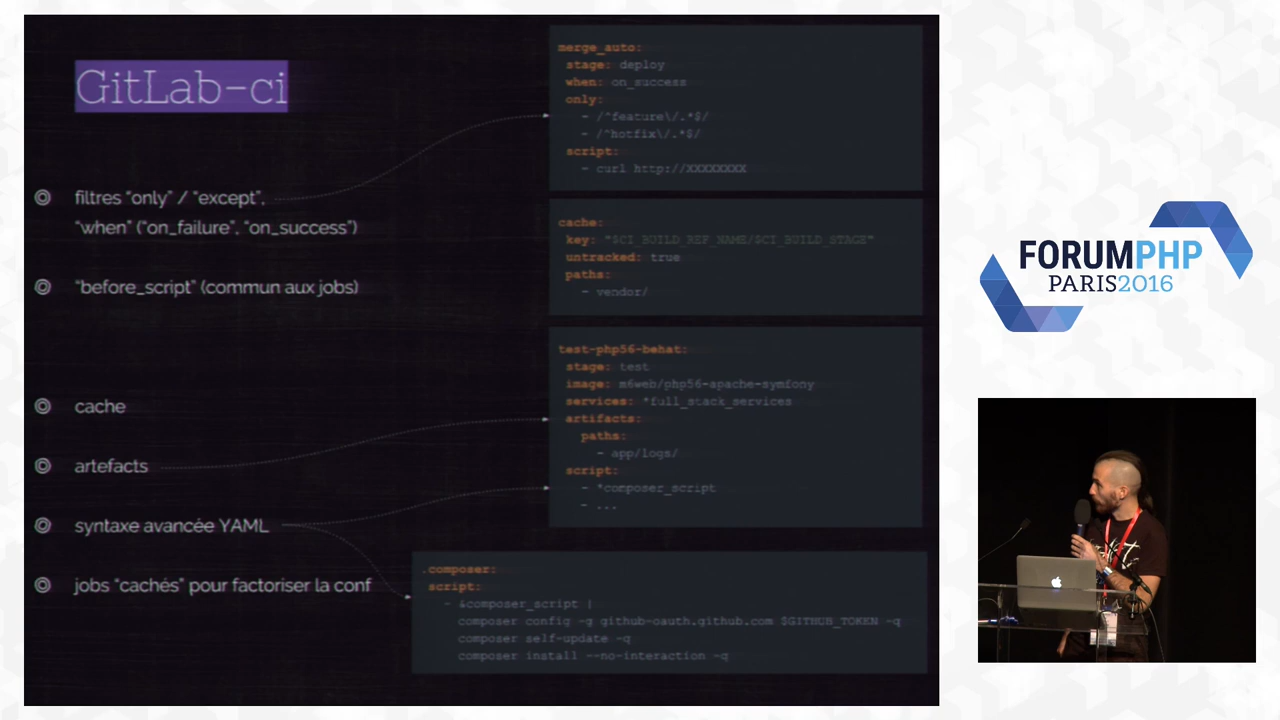 GitLab-ci
filtres "only" / "except",
"when" ("on_failure", "on_success")
"before_script" (commun aux jobs)
cache
artefacts
syntaxe avancée YAML
jobs "cachés" pour factoriser la conf
merge_auto:
stage: deploy
when: on_success
only:
- /^feature\/.*$/
- /^hotfix\/.*$/
script:
- curl http://XXXXXXXX
cache:
key: "$CI_BUILD_REF_NAME/$CI_BUILD_STAGE"
untracked: true
paths:
- vendor/
test-php56-behat:
stage: test
image: m6web/php56-apache-symfony
services: *full_stack_services
artifacts:
paths:
- app/logs/
script:
- *composer_script
- ...
.composer:
script:
- &composer_script |
composer config -g github-oauth.github.com $GITHUB_TOKEN -q
composer self-update -q
composer install --no-interaction -q
FORUMPHP
PARIS2016